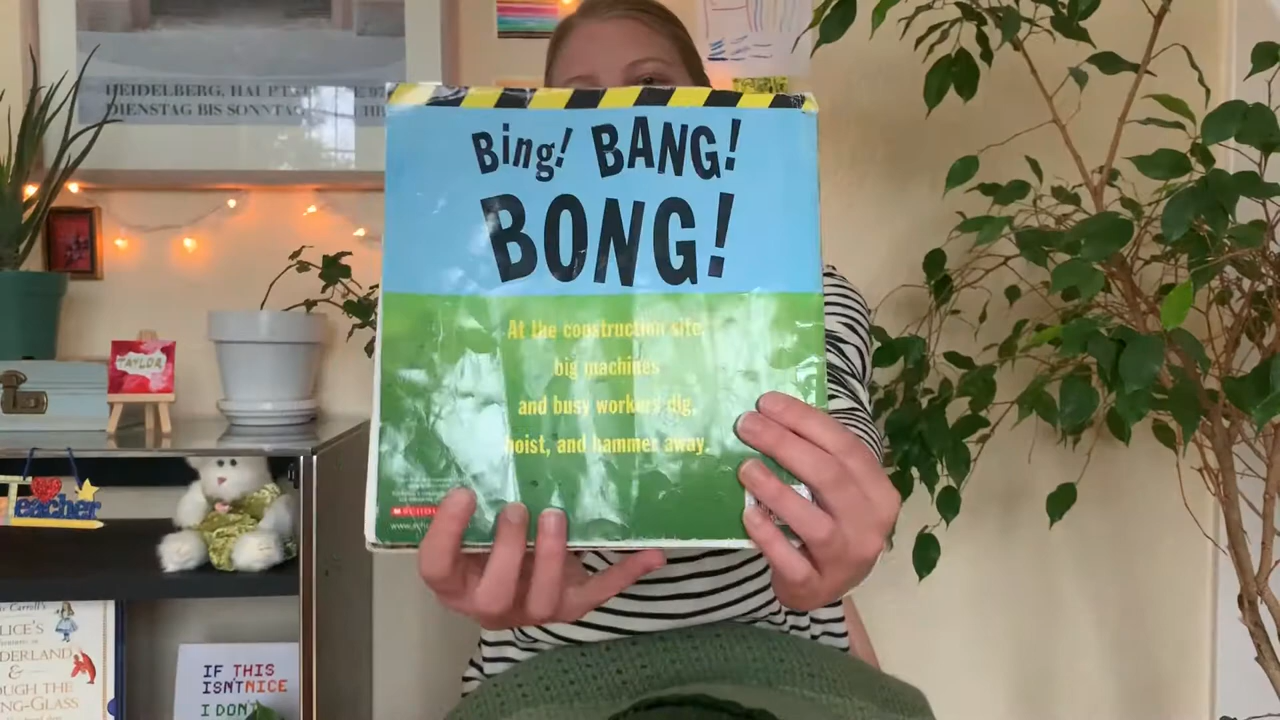 HEIDELBERG,
DIENSTAG BIS SONNTAG
Bing! BANG!
BONG!
At the construction site,
big machines
and busy workers dig,
hoist, and hammer away.
TAYLOR
I
Teacher
ALICE'S
&
IF THIS
ISN'T NICE
I DON'T